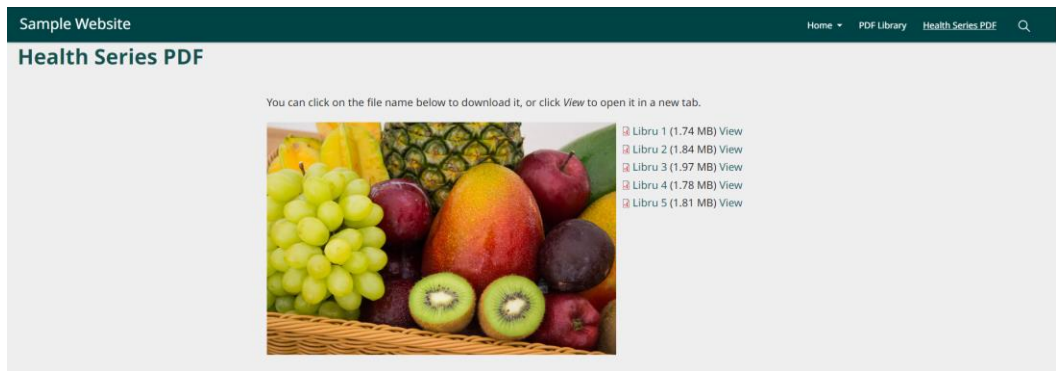 Sample Website
Home PDF Library Health Series PDF
Health Series PDF
You can click on the file name below to download it, or click View to open it in a new tab.
Libru 1 (1.74 MB) View
Libru 2 (1.84 MB) View
Libru 3 (1.97 MB) View
Libru 4 (1.78 MB) View
Libru 5 (1.81 MB) View